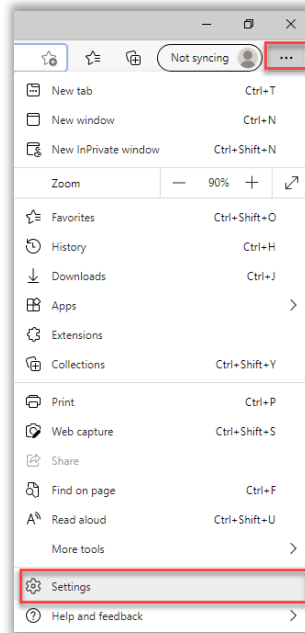 Not syncing
New tab Ctrl+T
New window Ctrl+N
New InPrivate window Ctrl+Shift+N
Zoom — 90% +
Favorites Ctrl+Shift+O
History Ctrl+H
Downloads Ctrl+J
Apps
Extensions
Collections Ctrl+Shift+Y
Print Ctrl+P
Web capture Ctrl+Shift+S
Share
Find on page Ctrl+F
Read aloud Ctrl+Shift+U
More tools
Settings
Help and feedback